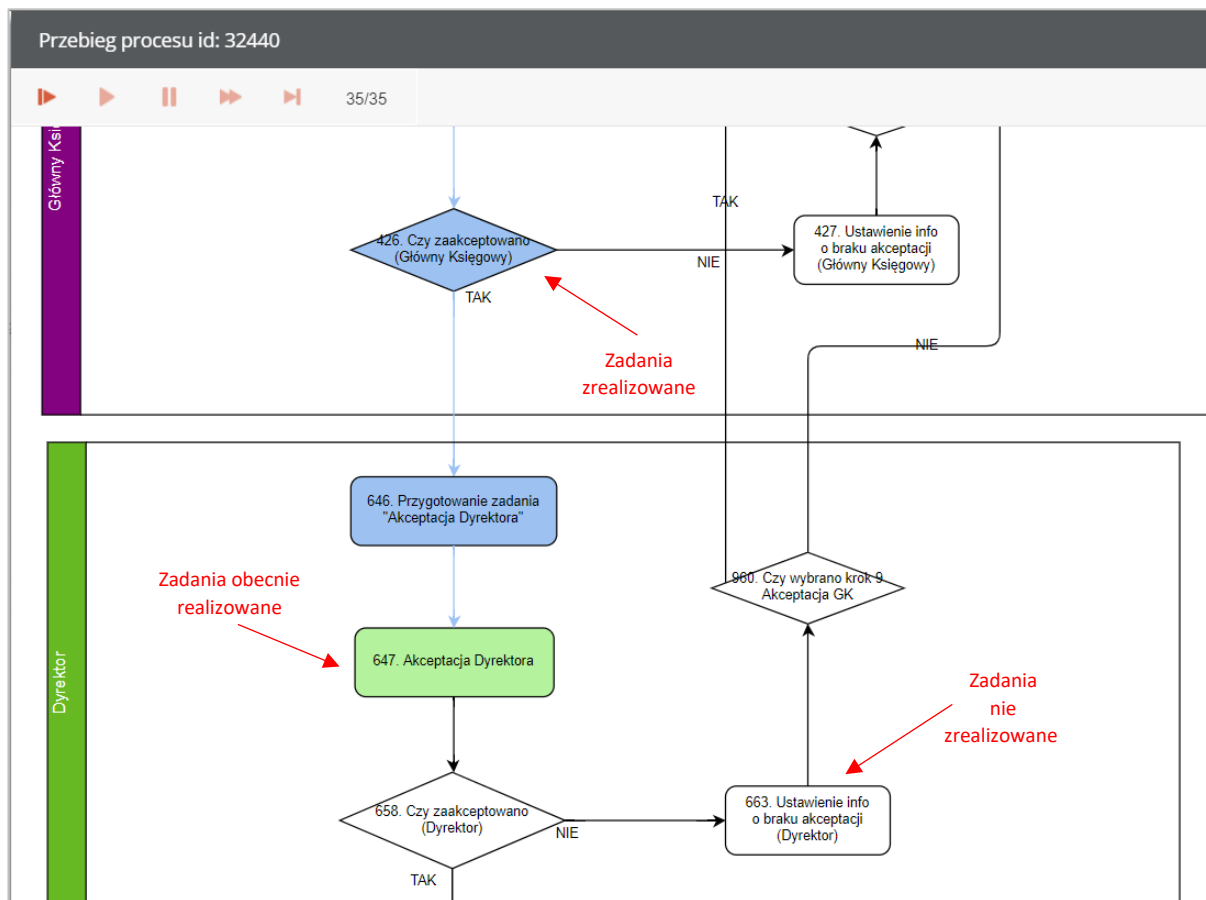 Przebieg procesu id: 32440
35/35
Główny Księ
TAK
426. Czy zaakceptowano
(Główny Księgowy)
427. Ustawienie info
o braku akceptacji
(Główny Księgowy)
NIE
TAK
Zadania
zrealizowane
NIE
646. Przygotowanie zadania
"Akceptacja Dyrektora"
Zadania obecnie
realizowane
960. Czy wybrano krok 9
Akceptacja GK
647. Akceptacja Dyrektora
Dyrektor
Zadania
nie
zrealizowane
658. Czy zaakceptowano
(Dyrektor)
NIE
663. Ustawienie info
o braku akceptacji
(Dyrektor)
TAK